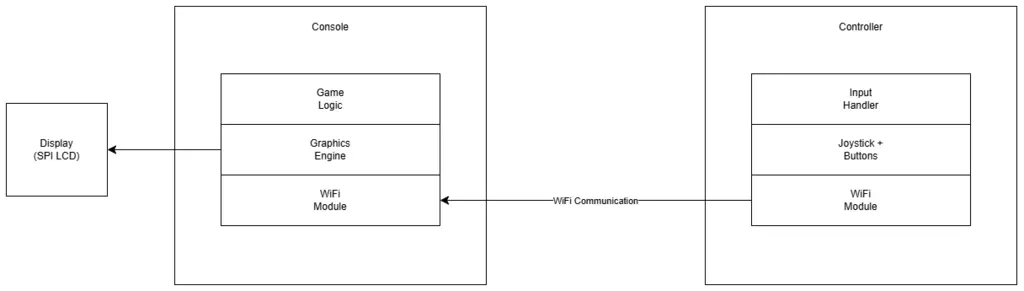 Console
Controller
Game
Logic
Input
Handler
Display
(SPI LCD)
Graphics
Engine
Joystick +
Buttons
WiFi
Module
WiFi Communication
WiFi
Module